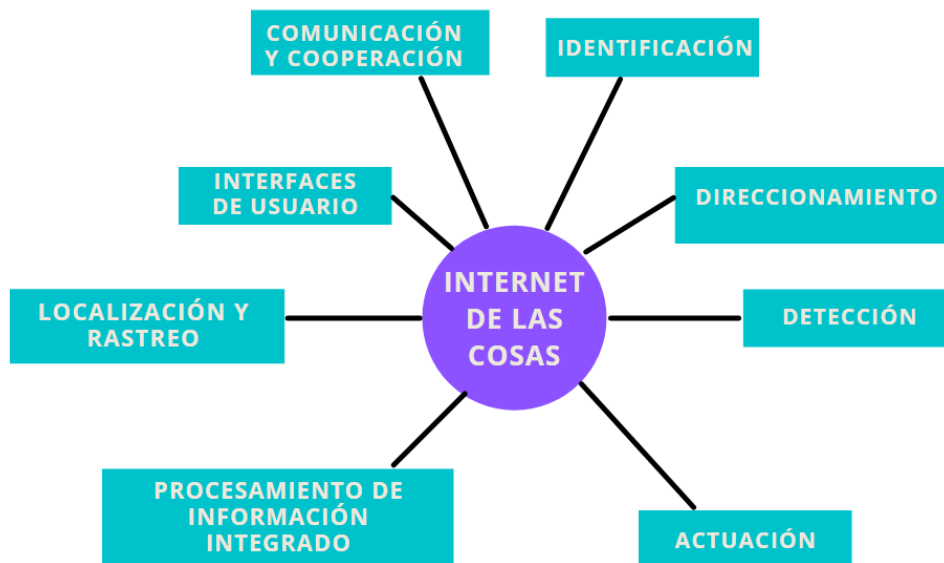 COMUNICACIÓN
Y COOPERACIÓN
IDENTIFICACIÓN
INTERFACES
DE USUARIO
DIRECCIONAMIENTO
INTERNET
DE LAS
COSAS
LOCALIZACIÓN Y
RASTREO
DETECCIÓN
PROCESAMIENTO DE
INFORMACIÓN
INTEGRADO
ACTUACIÓN